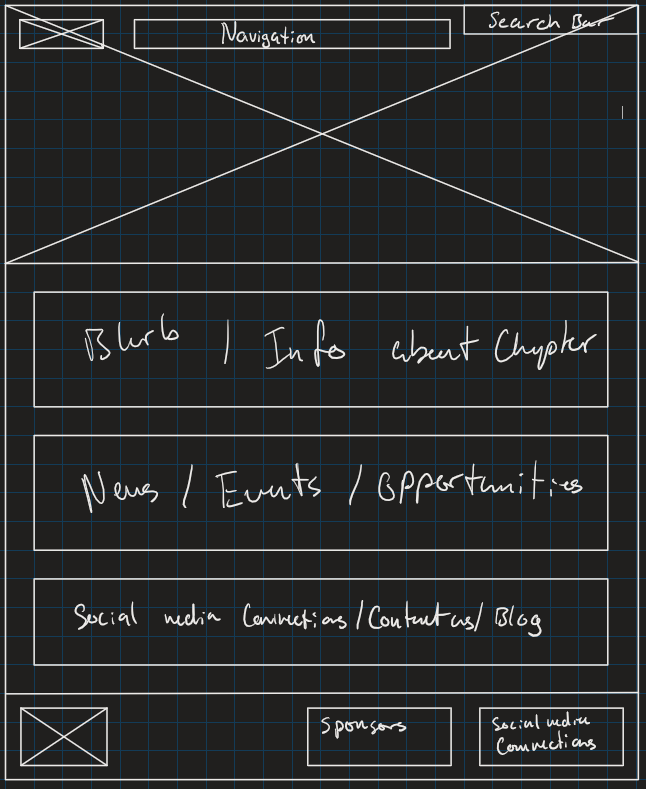 Navigation
Search Bar
Blurb / Info about Chapter
News / Events / Opportunities
Social media Connections / Contact us / Blog
Sponsors
Social media
Connections